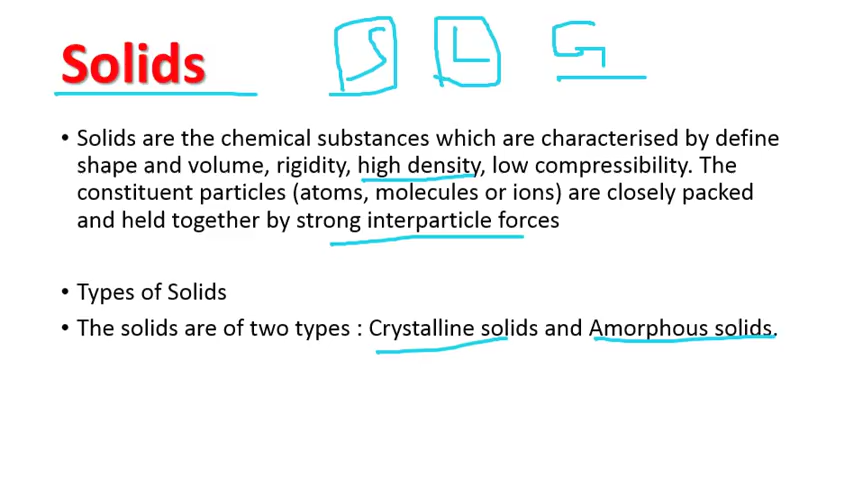 S L G
Solids
• Solids are the chemical substances which are characterised by define
shape and volume, rigidity, high density, low compressibility. The
constituent particles (atoms, molecules or ions) are closely packed
and held together by strong interparticle forces
• Types of Solids
• The solids are of two types : Crystalline solids and Amorphous solids.